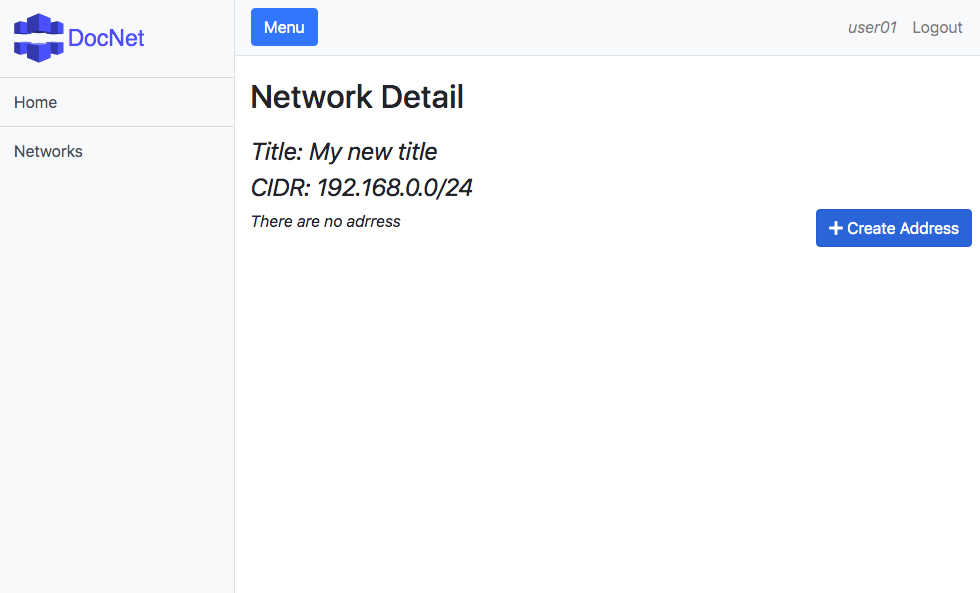 DocNet
Menu
user01 Logout
Home
Networks
Network Detail
Title: My new title
CIDR: 192.168.0.0/24
There are no adrress
Create Address